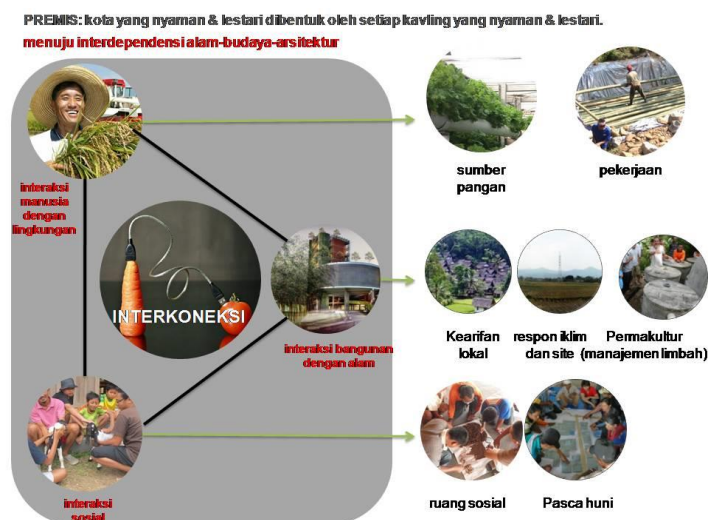 PREMIS: kota yang nyaman & lestari dibentuk oleh setiap kavling yang nyaman & lestari.
menuju interdependensi alam-budaya-arsitektur
interaksi
manusia
dengan
lingkungan
sumber
pangan
pekerjaan
INTERKONEKSI
interaksi bangunan
dengan alam
Kearifan
lokal
respon iklim
dan site
Permakultur
(manajemen limbah)
interaksi
sosial
ruang sosial
Pasca huni